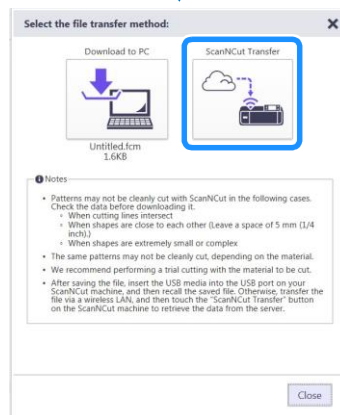 Select the file transfer method:
Download to PC
ScanNCut Transfer
Untitled.fcm
1.6KB
Notes
• Patterns may not be cleanly cut with ScanNCut in the following cases.
Check the data before downloading it.
◦ When cutting lines intersect
◦ When shapes are close to each other (Leave a space of 5 mm (1/4
inch).)
◦ When shapes are extremely small or complex
• The same patterns may not be cleanly cut, depending on the material.
• We recommend performing a trial cutting with the material to be cut.
• After saving the file, insert the USB media into the USB port on your
ScanNCut machine, and then recall the saved file. Otherwise, transfer the
file via a wireless LAN, and then touch the "ScanNCut Transfer" button
on the ScanNCut machine to retrieve the data from the server.
Close